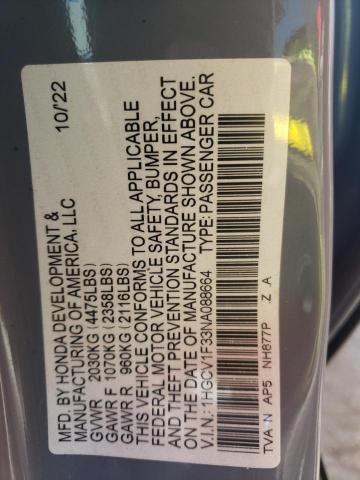 MFD. BY HONDA DEVELOPMENT & 10/22
MANUFACTURING OF AMERICA, LLC
GVWR 2030KG (4475LBS)
GAWR F 1070KG (2358LBS)
GAWR R 960KG (2116LBS)
THIS VEHICLE CONFORMS TO ALL APPLICABLE
FEDERAL MOTOR VEHICLE SAFETY, BUMPER,
AND THEFT PREVENTION STANDARDS IN EFFECT
ON THE DATE OF MANUFACTURE SHOWN ABOVE.
V.I.N.: 1HGCV1F33NA088664 TYPE: PASSENGER CAR
TVA N AP5 NH877P Z A